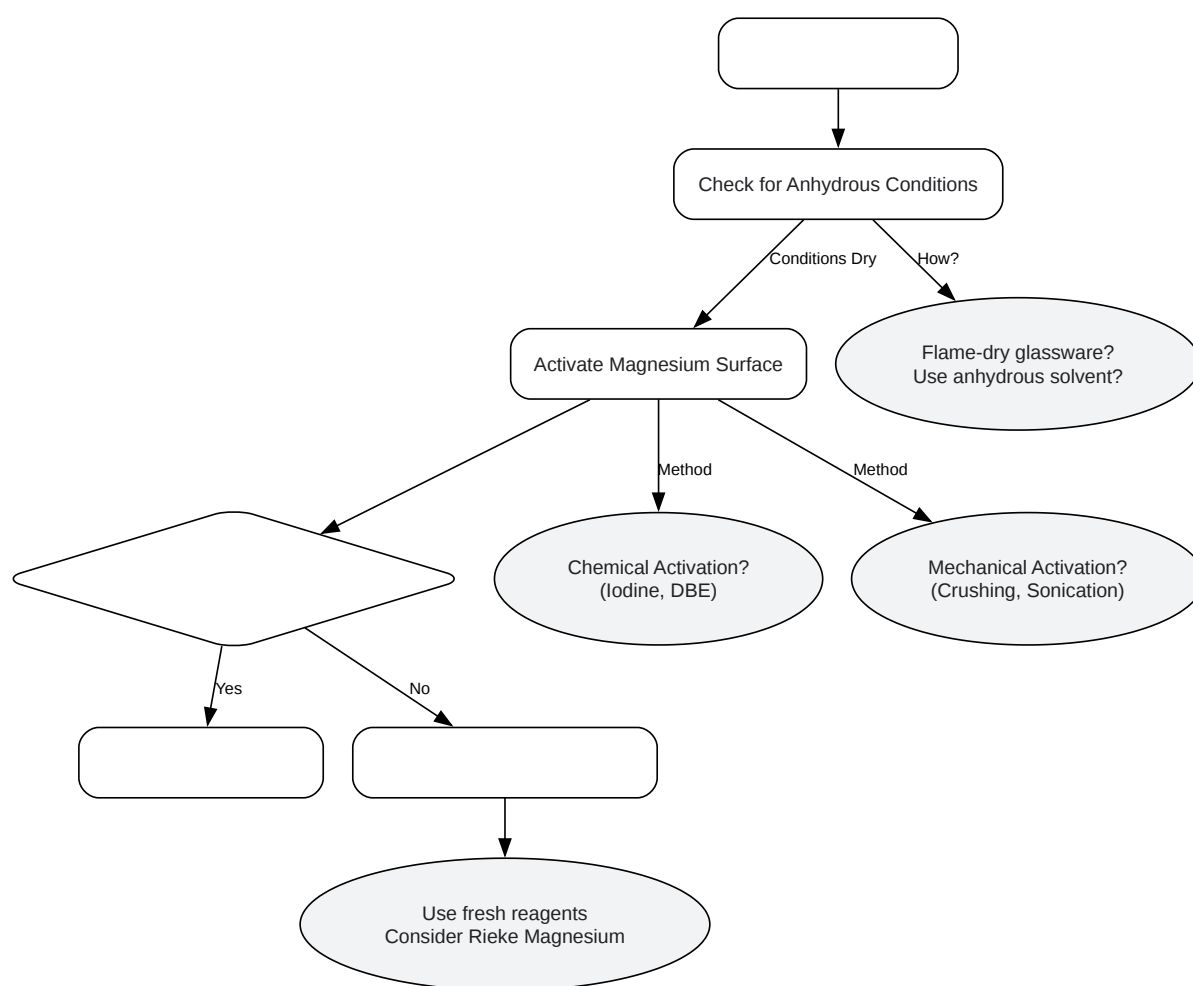 Check for Anhydrous Conditions
Conditions Dry
How?
Activate Magnesium Surface
Flame-dry glassware?
Use anhydrous solvent?
Method
Method
Chemical Activation?
(Iodine, DBE)
Mechanical Activation?
(Crushing, Sonication)
Yes
No
Use fresh reagents
Consider Rieke Magnesium